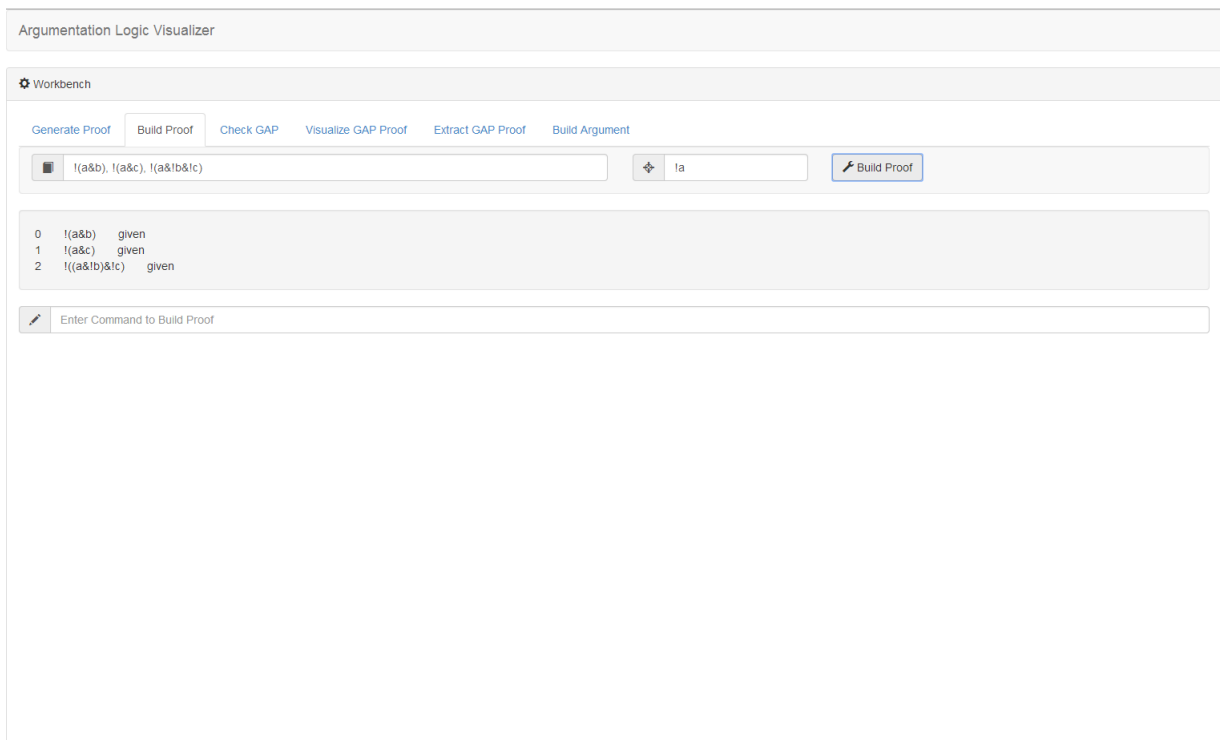 Argumentation Logic Visualizer
Workbench
Generate Proof Build Proof Check GAP Visualize GAP Proof Extract GAP Proof Build Argument
!(a&b), !(a&c), !(a&!b&!c) !a Build Proof
0 !(a&b) given
1 !(a&c) given
2 !((a&!b)&!c) given
Enter Command to Build Proof